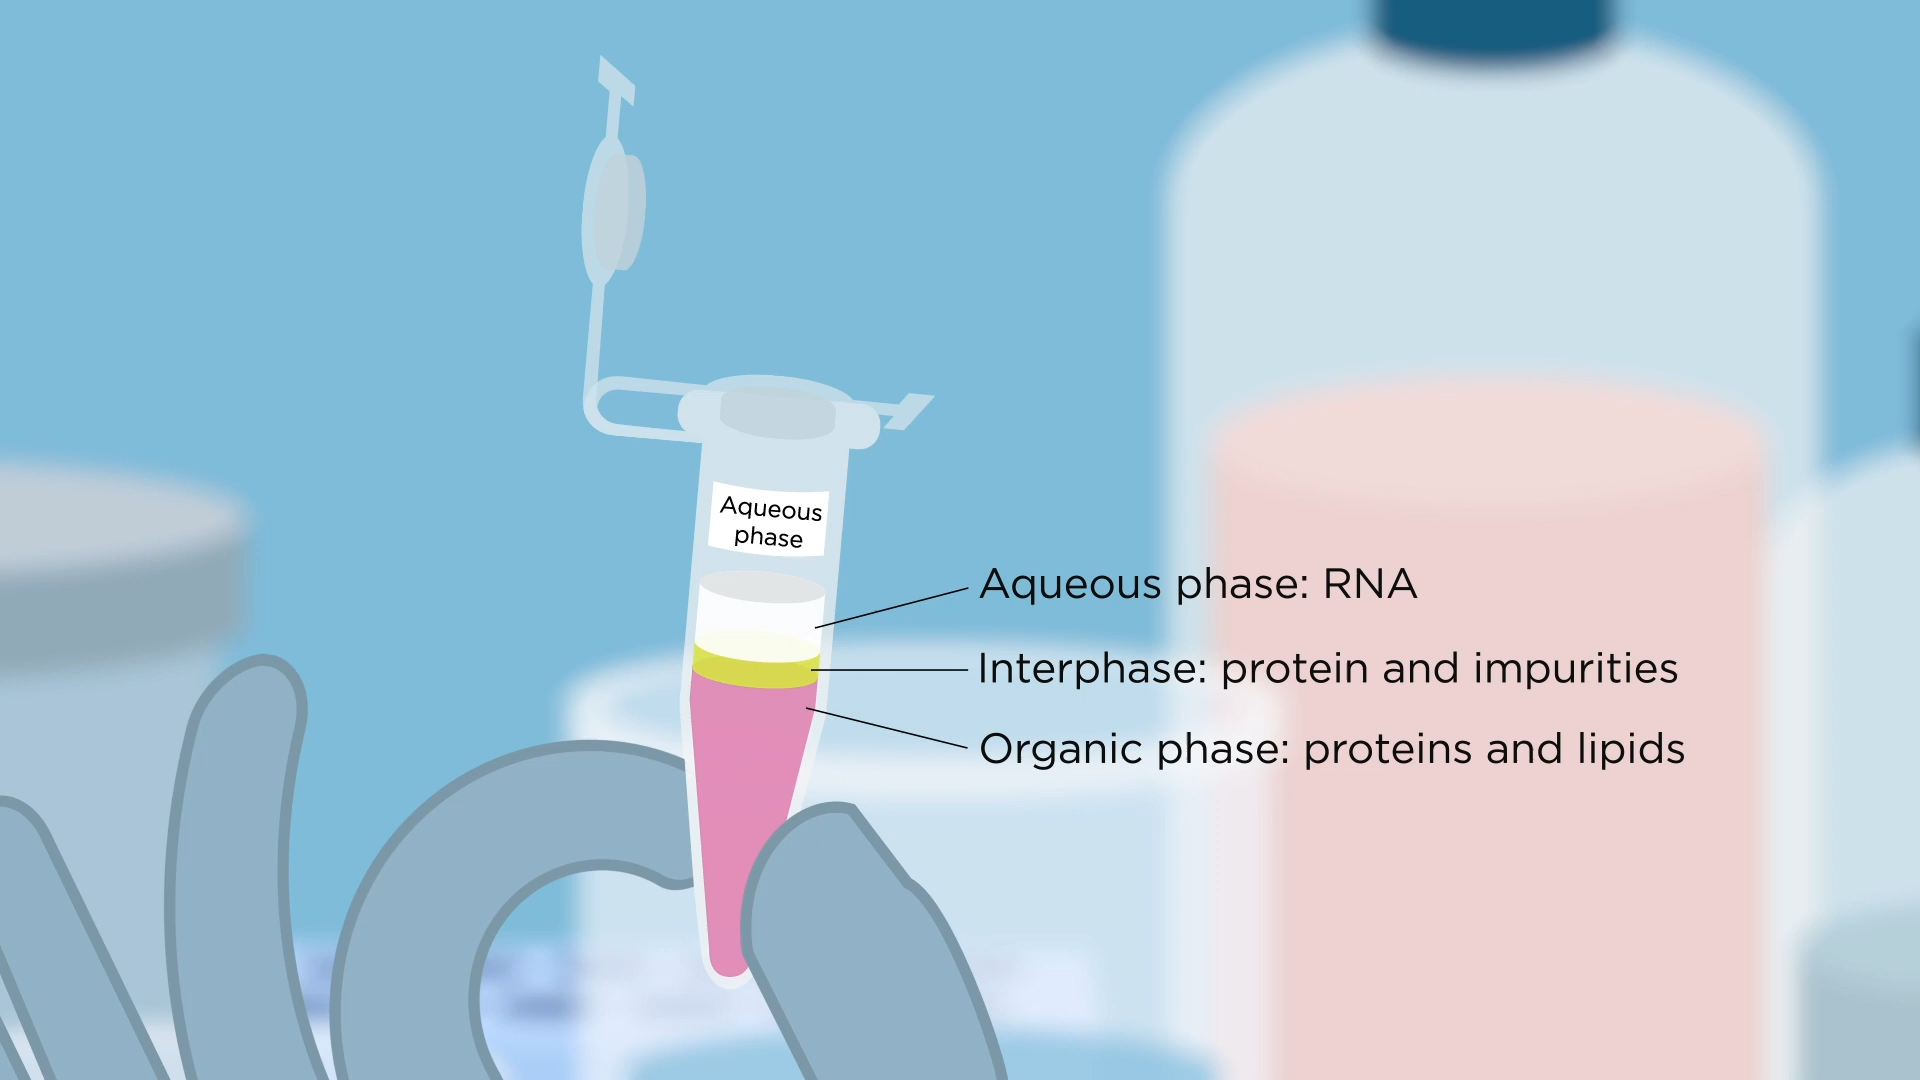 Aqueous
phase
Aqueous phase: RNA
Interphase: protein and impurities
Organic phase: proteins and lipids